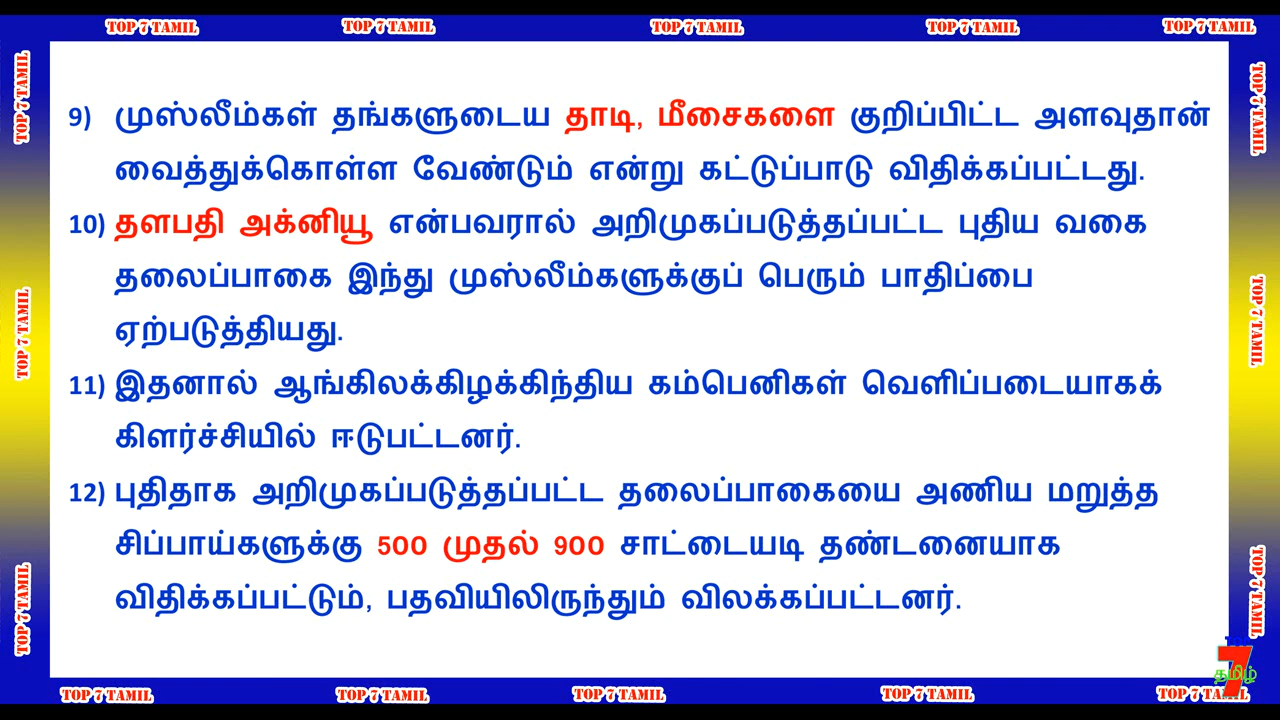 TOP 7 TAMIL TOP 7 TAMIL TOP 7 TAMIL TOP 7 TAMIL TOP 7 TAMIL
TOP 7 TAMIL
TOP 7 TAMIL
TOP 7 TAMIL
TOP 7 TAMIL
TOP 7 TAMIL
TOP 7 TAMIL
9) முஸ்லீம்கள் தங்களுடைய தாடி, மீசைகளை குறிப்பிட்ட அளவுதான்
வைத்துக்கொள்ள வேண்டும் என்று கட்டுப்பாடு விதிக்கப்பட்டது.
10) தளபதி அக்னியூ என்பவரால் அறிமுகப்படுத்தப்பட்ட புதிய வகை
தலைப்பாகை இந்து முஸ்லீம்களுக்குப் பெரும் பாதிப்பை
ஏற்படுத்தியது.
11) இதனால் ஆங்கிலக்கிழக்கிந்திய கம்பெனிகள் வெளிப்படையாகக்
கிளர்ச்சியில் ஈடுபட்டனர்.
12) புதிதாக அறிமுகப்படுத்தப்பட்ட தலைப்பாகையை அணிய மறுத்த
சிப்பாய்களுக்கு 500 முதல் 900 சாட்டையடி தண்டனையாக
விதிக்கப்பட்டும், பதவியிலிருந்தும் விலக்கப்பட்டனர்.
TOP
7
தமிழ்
TOP 7 TAMIL TOP 7 TAMIL TOP 7 TAMIL TOP 7 TAMIL TOP 7 TAMIL